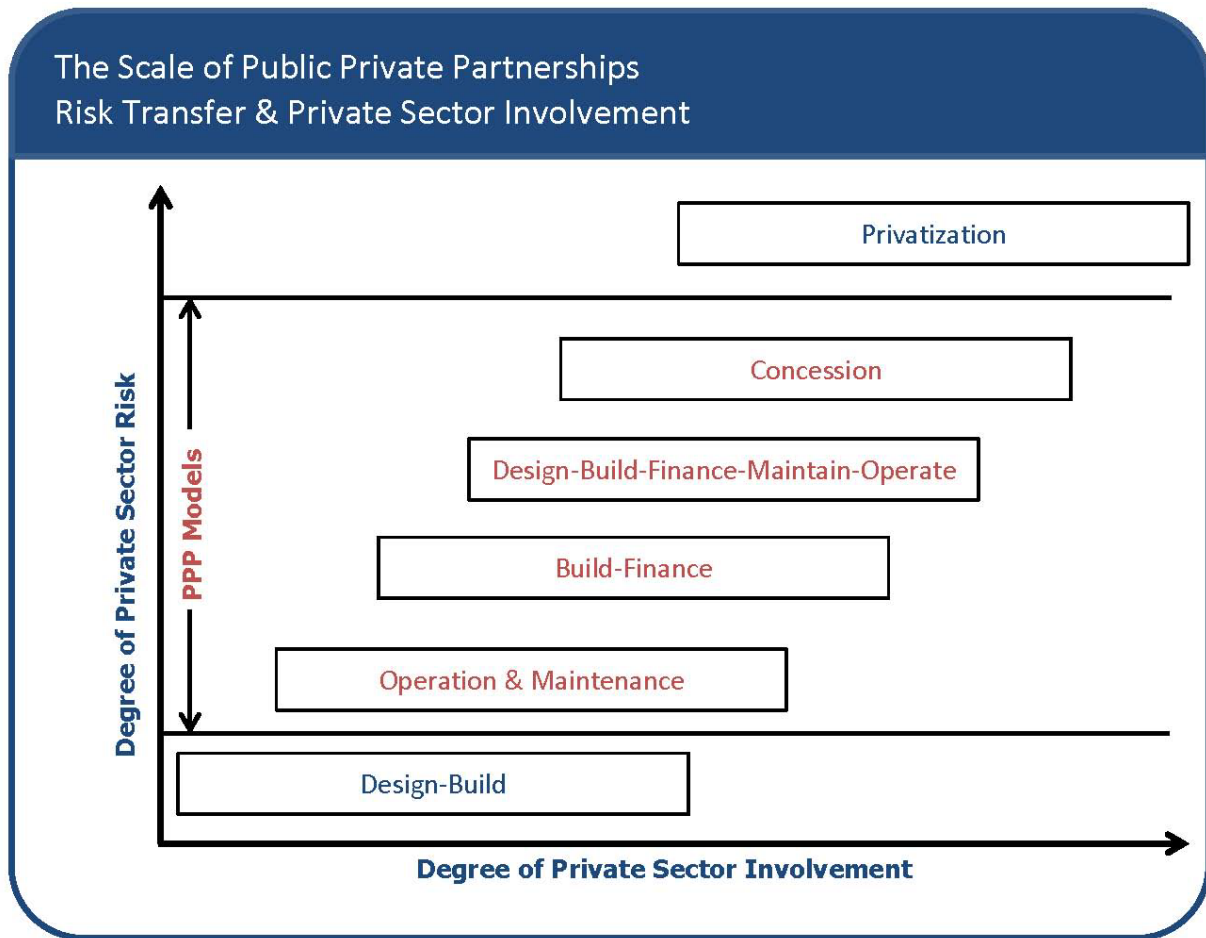 The Scale of Public Private Partnerships
Risk Transfer & Private Sector Involvement
Privatization
Concession
Design-Build-Finance-Maintain-Operate
Build-Finance
Operation & Maintenance
Design-Build
Degree of Private Sector Risk
PPP Models
Degree of Private Sector Involvement